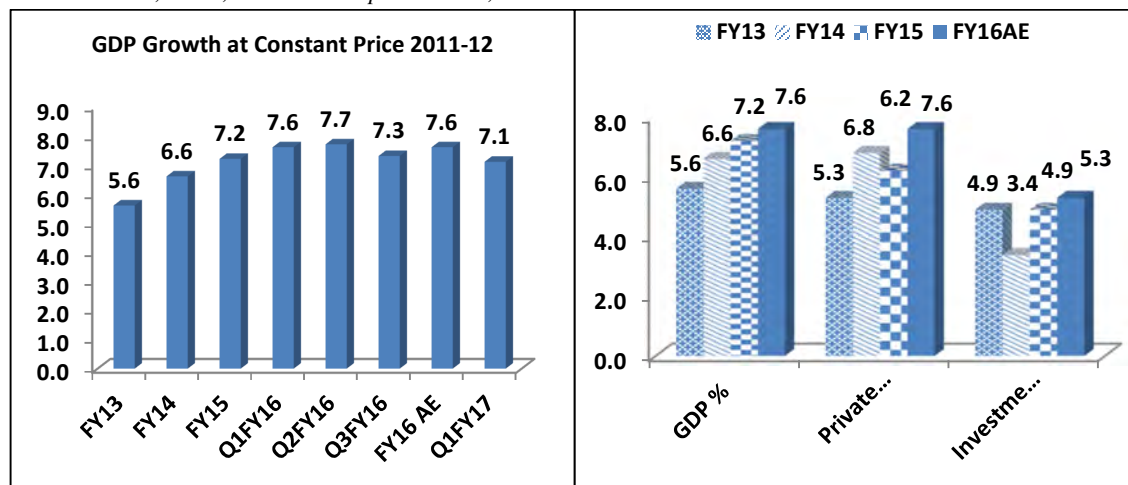 GDP Growth at Constant Price 2011-12
9.0
8.0
7.0
6.0
5.0
4.0
3.0
2.0
1.0
0.0
5.6
6.6
7.2
7.6
7.7
7.3
7.6
7.1
FY13
FY14
FY15
Q1FY16
Q2FY16
Q3FY16
FY16 AE
Q1FY17
FY13 FY14 FY15 FY16AE
8.0
6.0
4.0
2.0
0.0
5.6 6.6 7.2 7.6
5.3 6.8 6.2 7.6
4.9 3.4 4.9 5.3
GDP %
Private...
Investme...